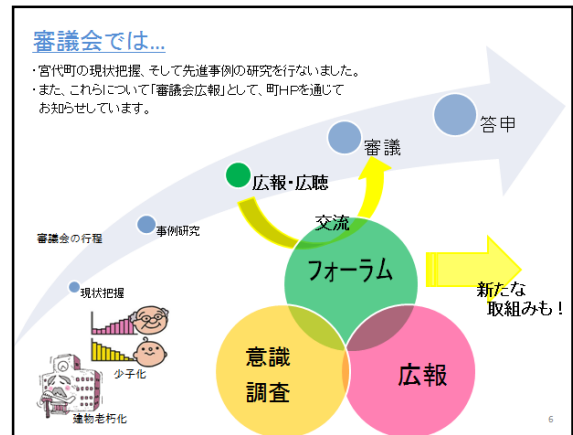 審議会では...
・宮代町の現状把握、そして先進事例の研究を行ないました。
・また、これらについて「審議会広報」として、町HPを通じて
お知らせしています。
答申
審議
広報・広聴
交流
事例研究
審議会の行程
フォーラム
現状把握
新たな
取組みも！
意識
調査
広報
少子化
建物老朽化
6